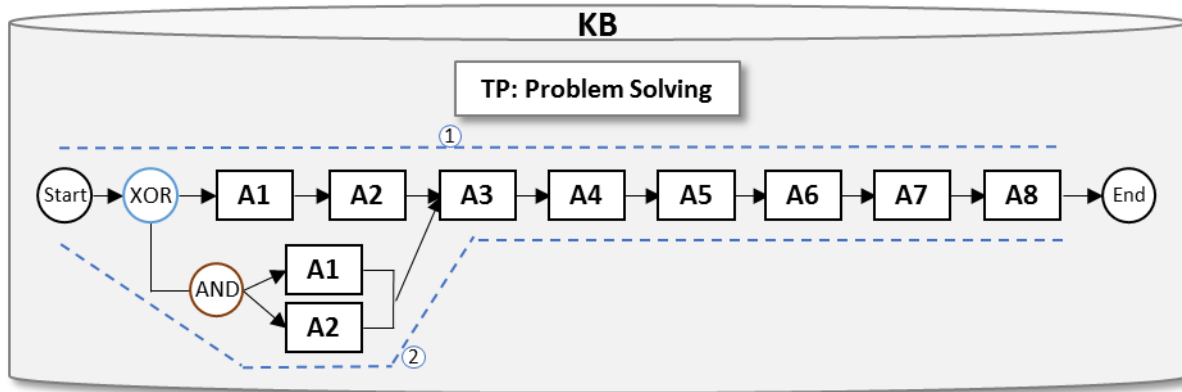 KB
TP: Problem Solving
1
Start XOR A1 A2 A3 A4 A5 A6 A7 A8 End
A1
AND
A2
2